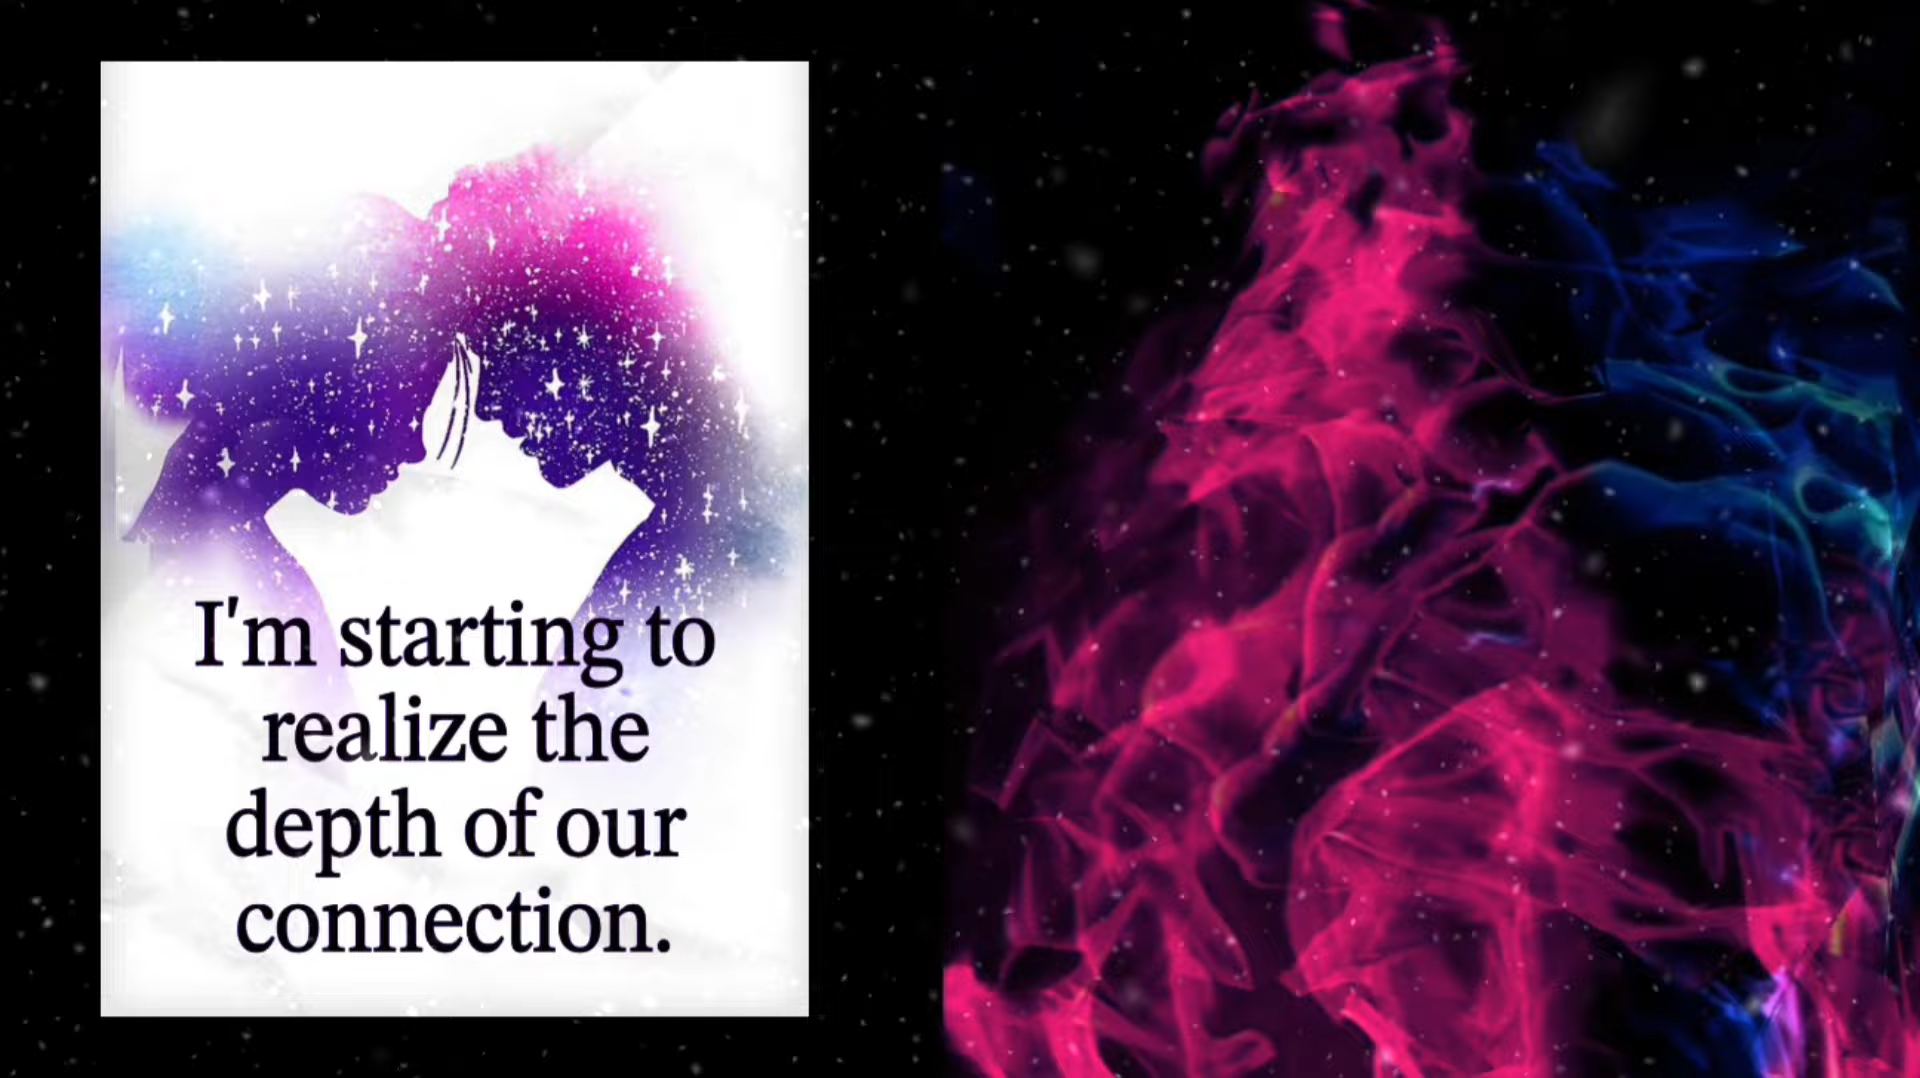 I'm starting to
realize the
depth of our
connection.